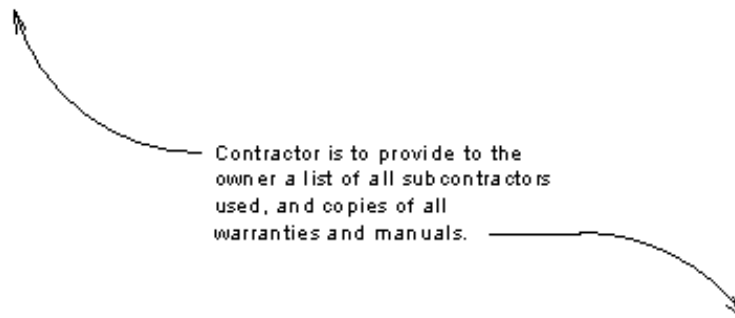 Contractor is to provide to the
owner a list of all subcontractors
used, and copies of all
warranties and manuals.